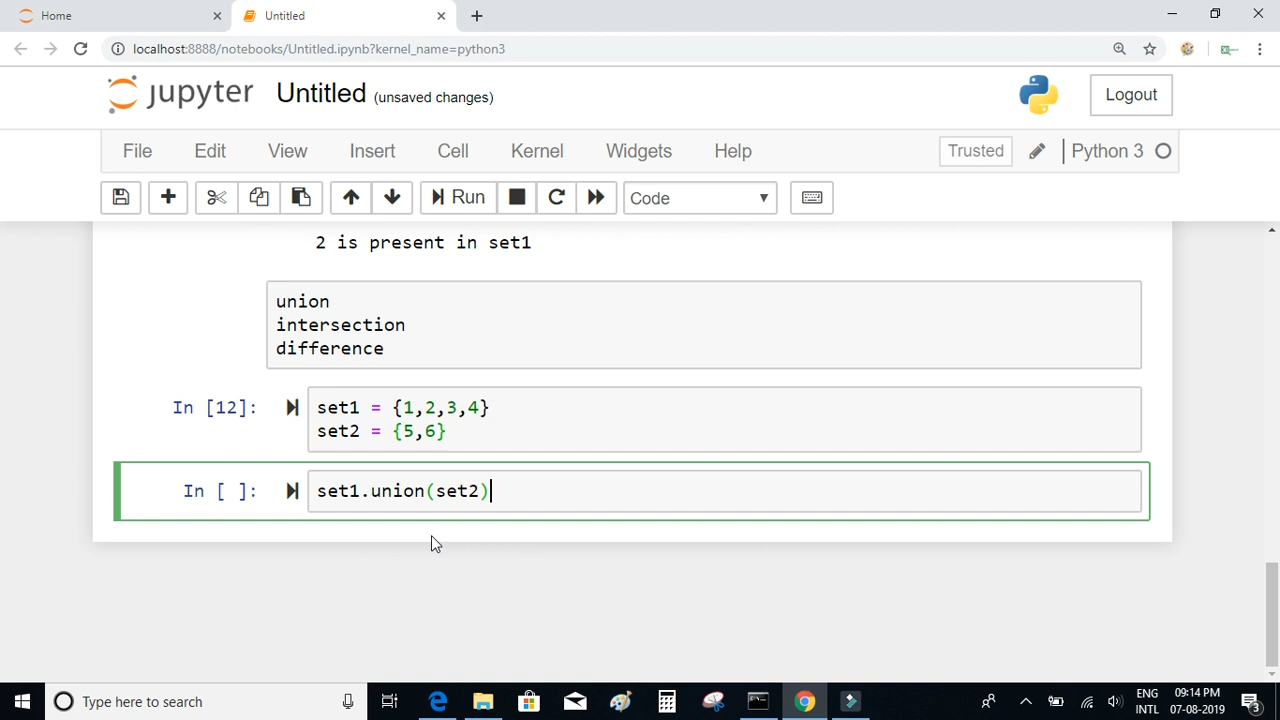 Home
Untitled
localhost:8888/notebooks/Untitled.ipynb?kernel_name=python3
jupyter Untitled (unsaved changes)
Logout
File Edit View Insert Cell Kernel Widgets Help
Trusted
Python 3
Run
Code
2 is present in set1
union
intersection
difference
In [12]:
set1 = {1,2,3,4}
set2 = {5,6}
In [ ]:
set1.union(set2)
Type here to search
ENG
INTL
09:14 PM
07-08-2019
3